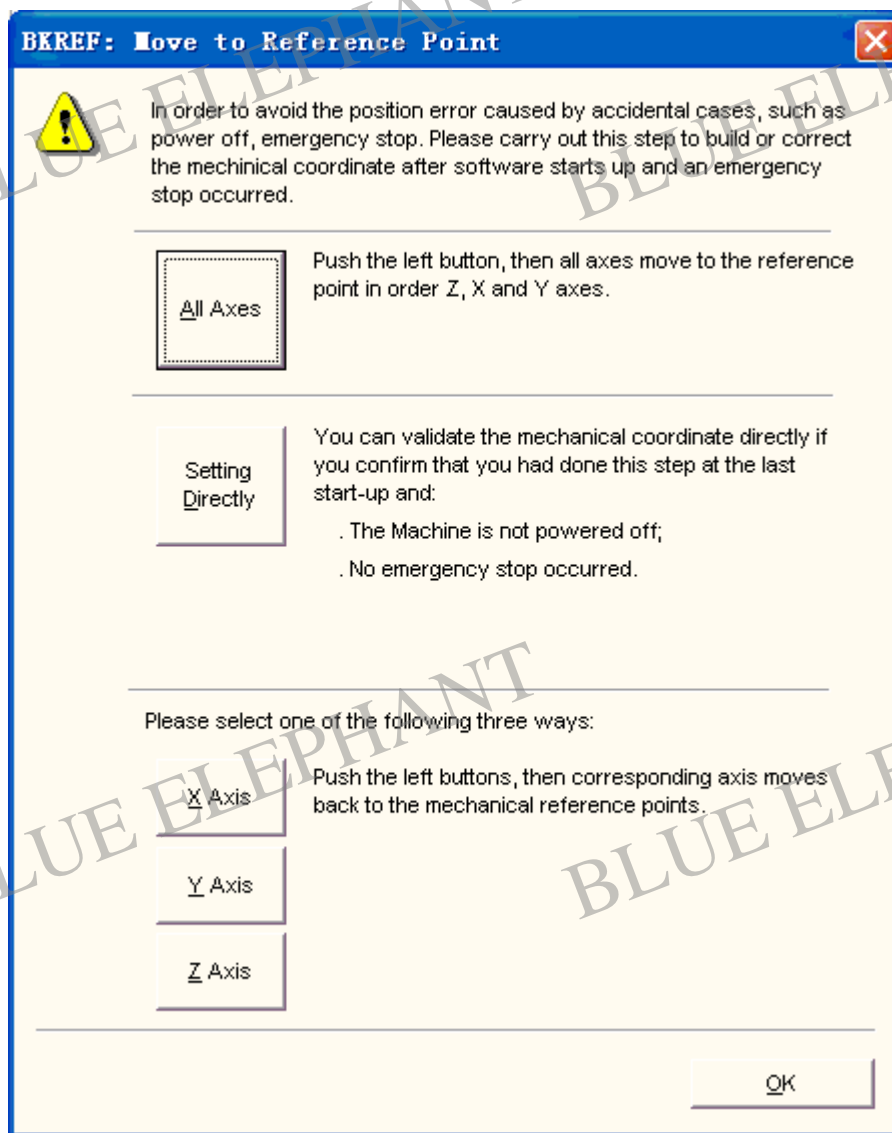 BKREF: Move to Reference Point
In order to avoid the position error caused by accidental cases, such as
power off, emergency stop. Please carry out this step to build or correct
the mechinical coordinate after software starts up and an emergency
stop occurred.
All Axes
Push the left button, then all axes move to the reference
point in order Z, X and Y axes.
Setting
Directly
You can validate the mechanical coordinate directly if
you confirm that you had done this step at the last
start-up and:
. The Machine is not powered off;
. No emergency stop occurred.
Please select one of the following three ways:
X Axis
Push the left buttons, then corresponding axis moves
back to the mechanical reference points.
Y Axis
Z Axis
OK
BLUE ELEPHANT
BLUE ELE
BLUE ELEPHANT
BLUE ELE